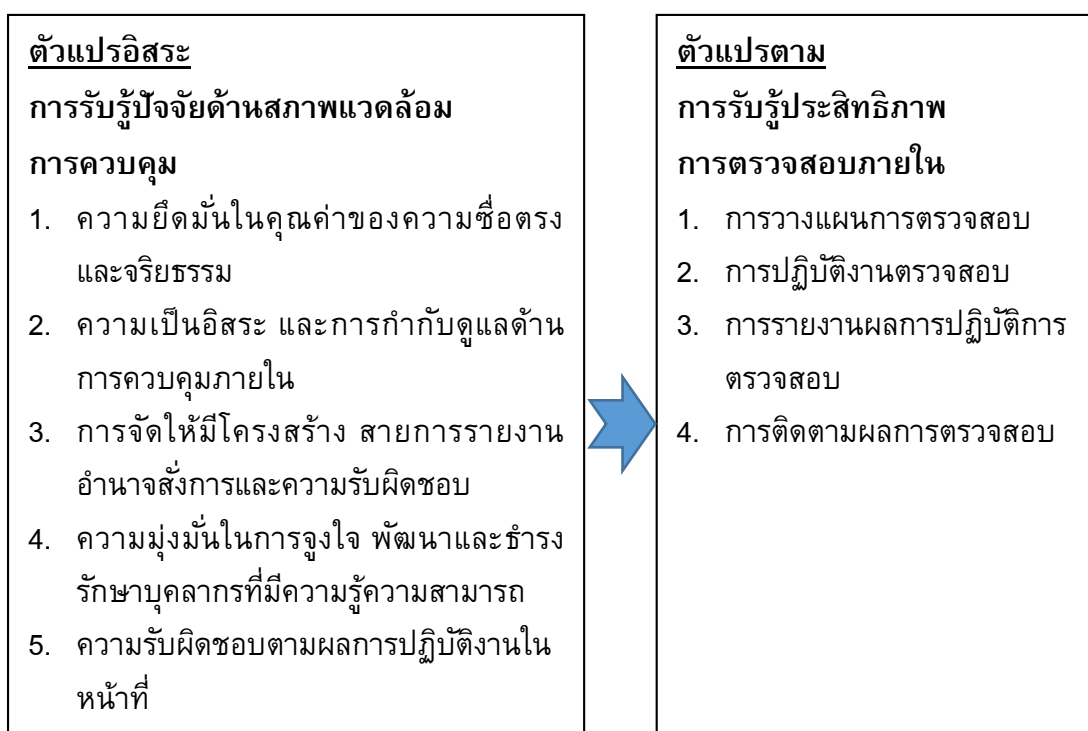 ตัวแปรอิสระ
การรับรู้ปัจจัยด้านสภาพแวดล้อม
การควบคุม
1. ความยึดมั่นในคุณค่าของความซื่อตรง
และจริยธรรม
2. ความเป็นอิสระ และการกำกับดูแลด้าน
การควบคุมภายใน
3. การจัดให้มีโครงสร้าง สายการรายงาน
อำนาจสั่งการและความรับผิดชอบ
4. ความมุ่งมั่นในการจูงใจ พัฒนาและธำรง
รักษาบุคลากรที่มีความรู้ความสามารถ
5. ความรับผิดชอบตามผลการปฏิบัติงานใน
หน้าที่
ตัวแปรตาม
การรับรู้ประสิทธิภาพ
การตรวจสอบภายใน
1. การวางแผนการตรวจสอบ
2. การปฏิบัติงานตรวจสอบ
3. การรายงานผลการปฏิบัติการ
ตรวจสอบ
4. การติดตามผลการตรวจสอบ